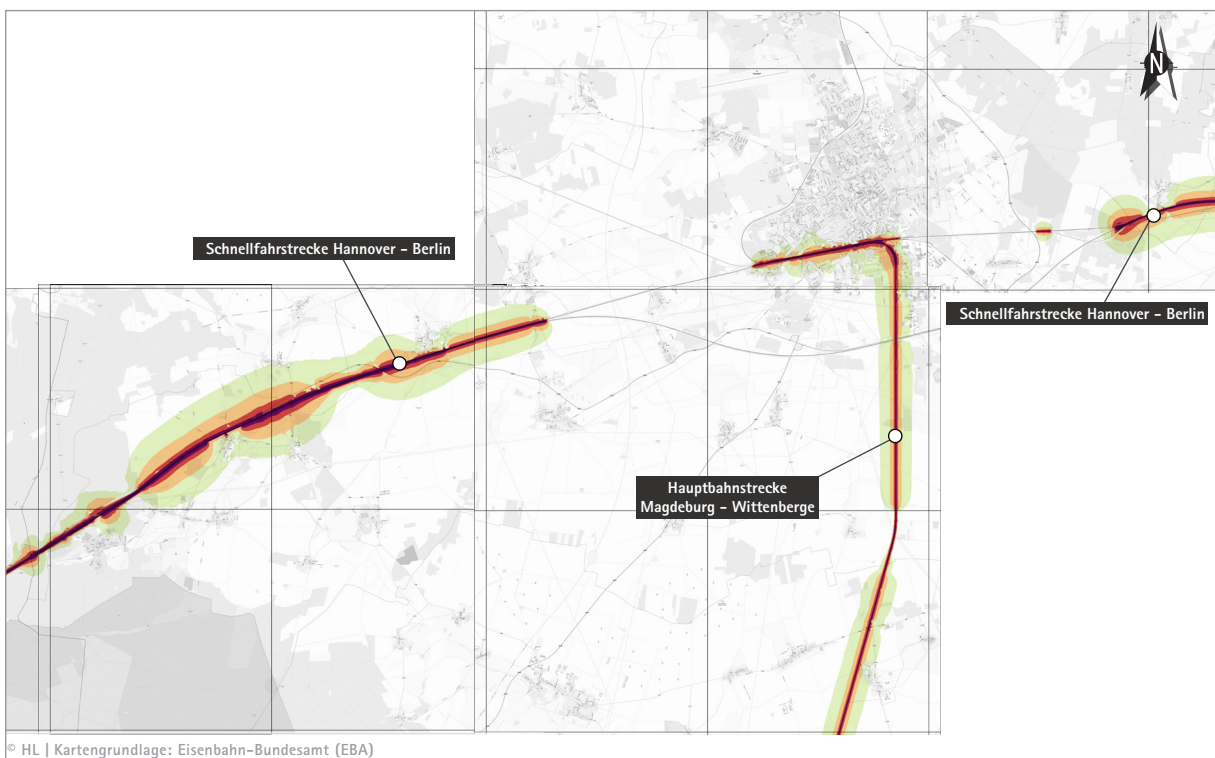 N
Schnellfahrstrecke Hannover - Berlin
Schnellfahrstrecke Hannover - Berlin
Hauptbahnstrecke
Magdeburg - Wittenberge
© HL | Kartengrundlage: Eisenbahn-Bundesamt (EBA)